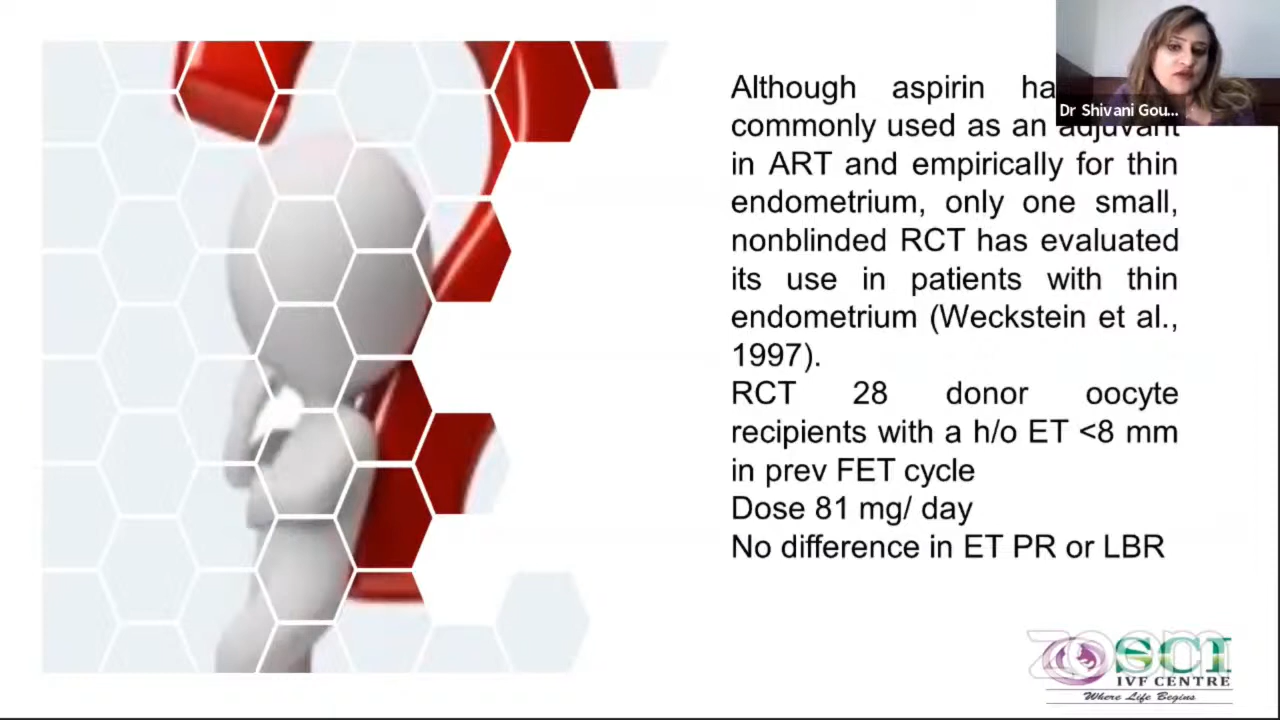 Although aspirin
commonly used as an adjuvant
in ART and empirically for thin
endometrium, only one small,
nonblinded RCT has evaluated
its use in patients with thin
endometrium (Weckstein et al.,
1997).
RCT 28 donor oocyte
recipients with a h/o ET <8 mm
in prev FET cycle
Dose 81 mg/ day
No difference in ET PR or LBR
Dr Shivani Gou...
zoom
SCI
IVF CENTRE
Where Life Begins